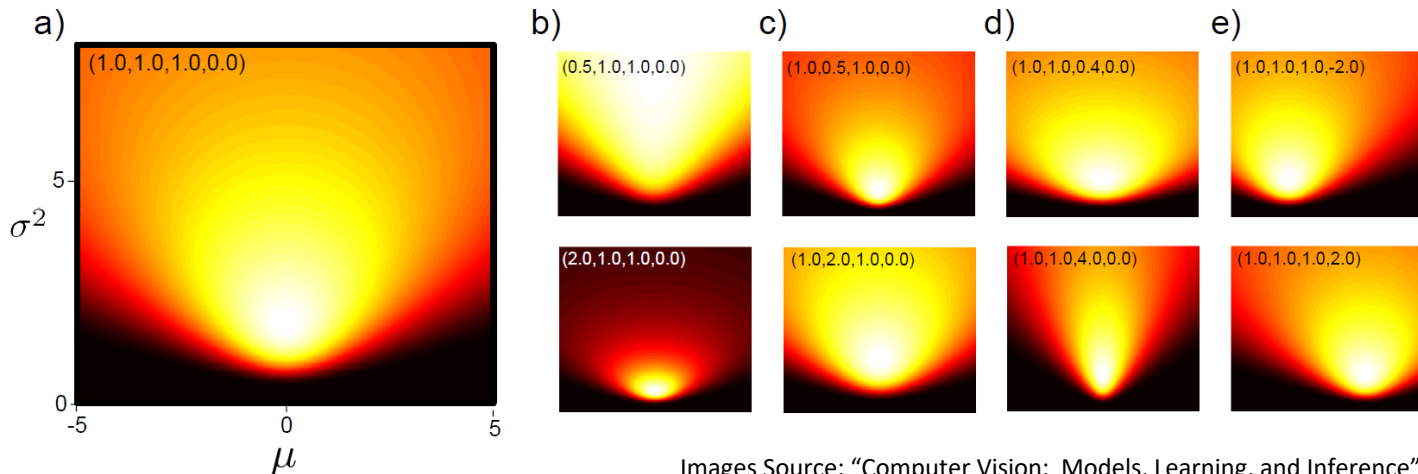 a)
b)
c)
d)
e)
(1.0,1.0,1.0,0.0)
(0.5,1.0,1.0,0.0)
(1.0,0.5,1.0,0.0)
(1.0,1.0,0.4,0.0)
(1.0,1.0,1.0,-2.0)
5
σ²
(2.0,1.0,1.0,0.0)
(1.0,2.0,1.0,0.0)
(1.0,1.0,4.0,0.0)
(1.0,1.0,1.0,2.0)
0
-5 0 5
μ
Images Source: “Computer Vision: Models, Learning, and Inference”